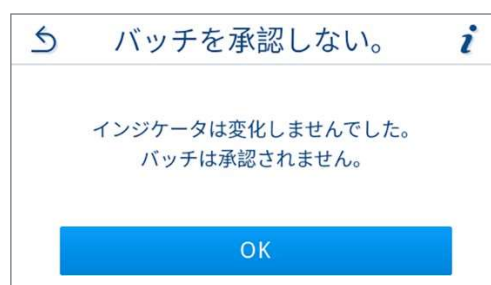 バッチを承認しない。
インジケータは変化しませんでした。
バッチは承認されません。
OK